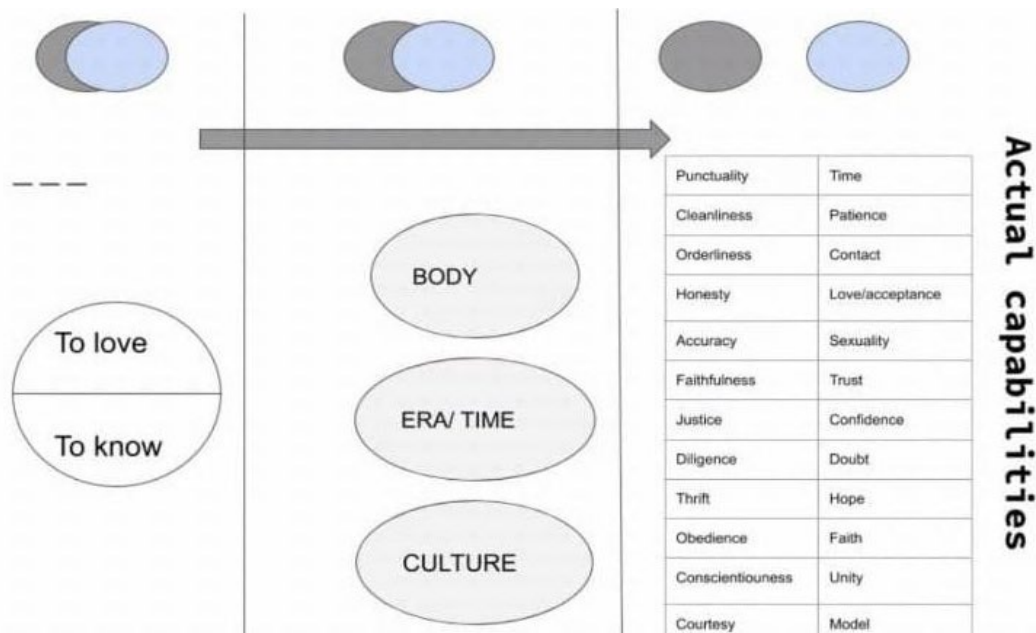 To love
To know
BODY
ERA/ TIME
CULTURE
Punctuality Time
Cleanliness Patience
Orderliness Contact
Honesty Love/acceptance
Accuracy Sexuality
Faithfulness Trust
Justice Confidence
Diligence Doubt
Thrift Hope
Obedience Faith
Conscientiouness Unity
Courtesy Model
Actual capabilities